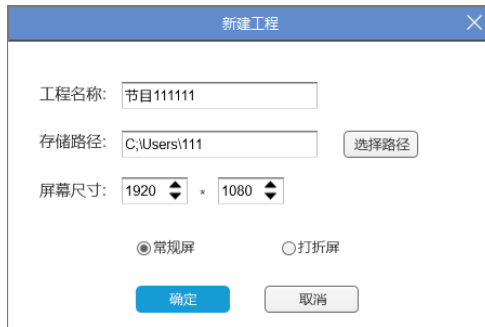 新建工程
工程名称: 节目111111
存储路径: C;\Users\111 选择路径
屏幕尺寸: 1920 * 1080
常规屏 打折屏
确定 取消